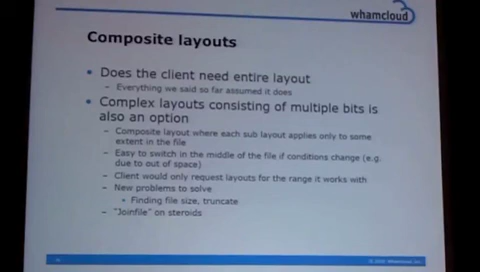 whamcloud
Composite layouts
• Does the client need entire layout
– Everything we said so far assumed it does
• Complex layouts consisting of multiple bits is
also an option
– Composite layout where each sub layout applies only to some
extent in the file
– Easy to switch in the middle of the file if conditions change (e.g.
due to out of space)
– Client would only request layouts for the range it works with
– New problems to solve
• Finding file size, truncate
– "Joinfile" on steroids
Whamcloud, Inc.